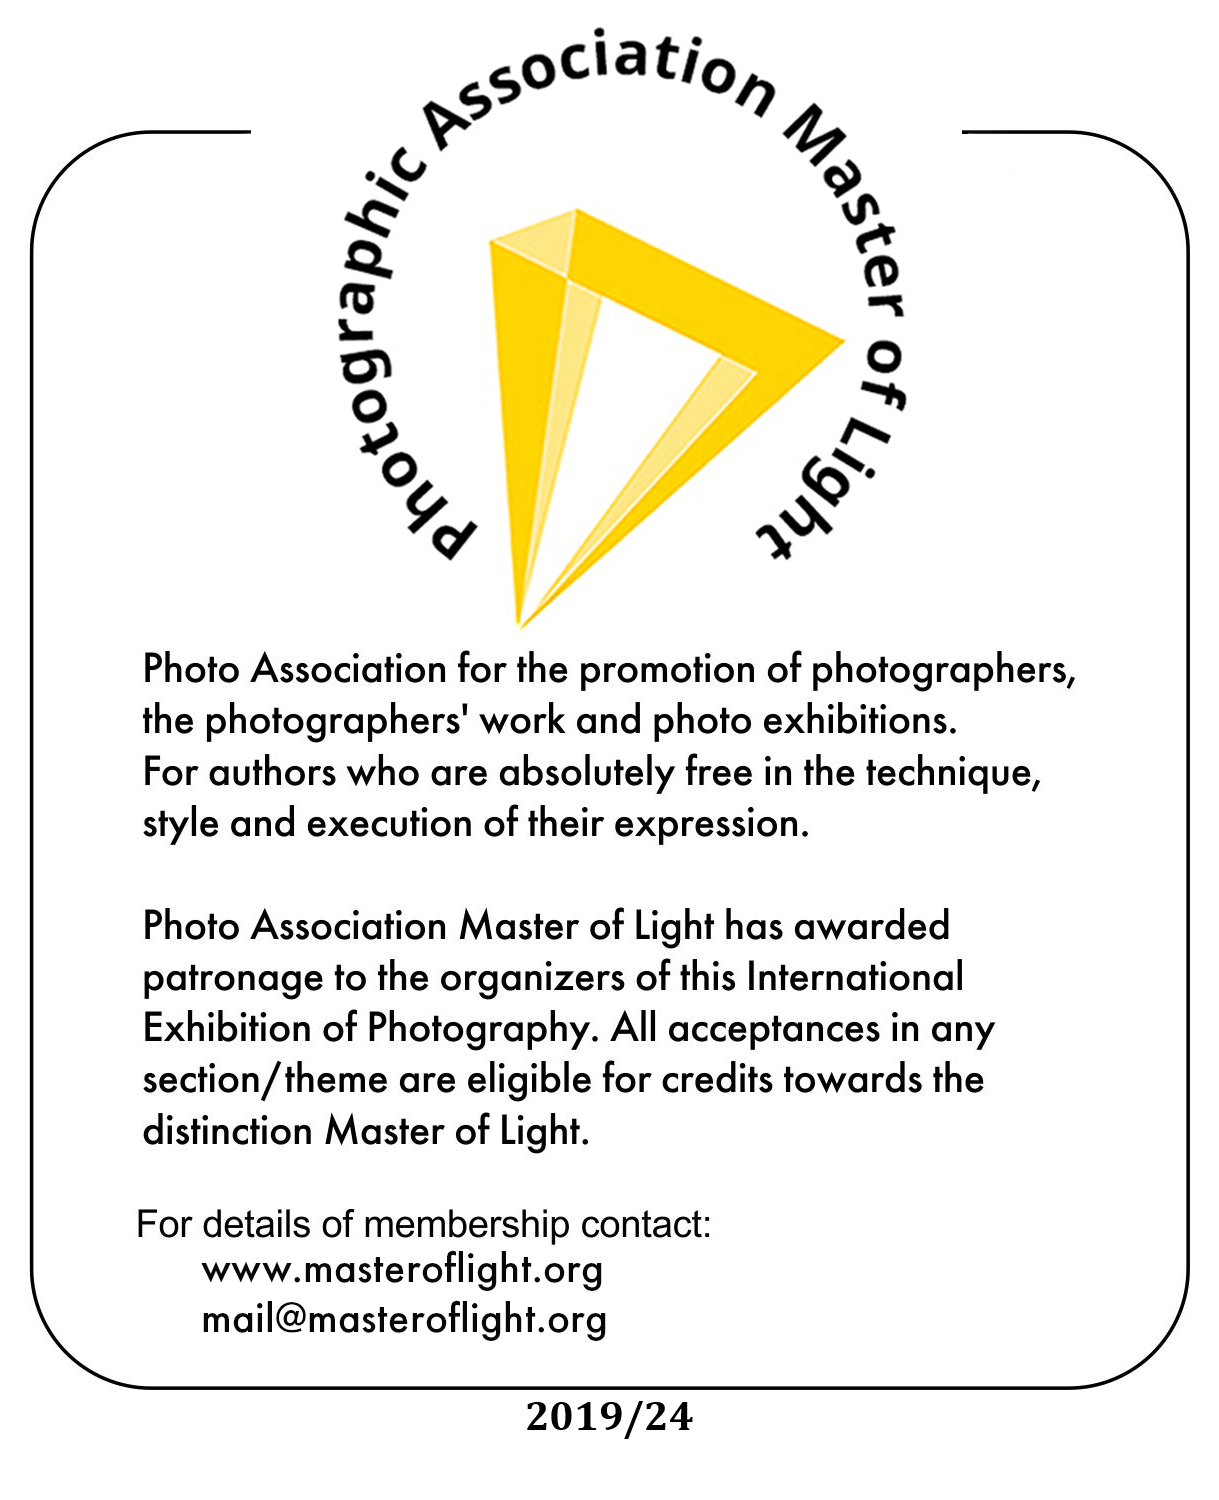 Photographic Association Master of Light
Photo Association for the promotion of photographers,
the photographers' work and photo exhibitions.
For authors who are absolutely free in the technique,
style and execution of their expression.
Photo Association Master of Light has awarded
patronage to the organizers of this International
Exhibition of Photography. All acceptances in any
section/theme are eligible for credits towards the
distinction Master of Light.
For details of membership contact:
www.masteroflight.org
mail@masteroflight.org
2019/24